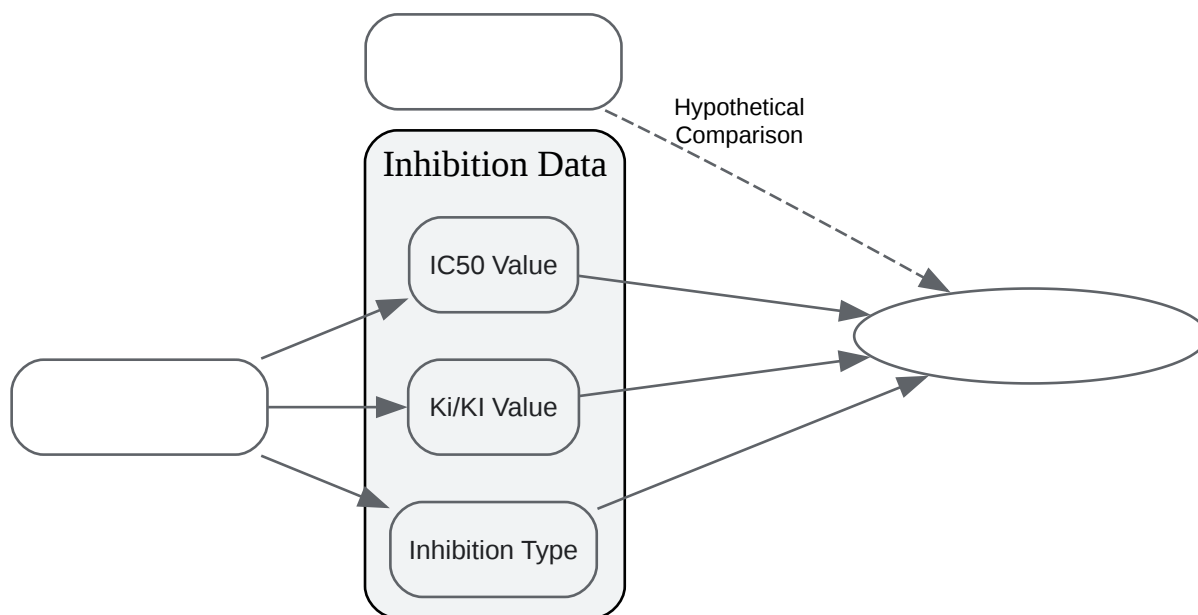 Hypothetical
Comparison
Inhibition Data
IC50 Value
Ki/KI Value
Inhibition Type